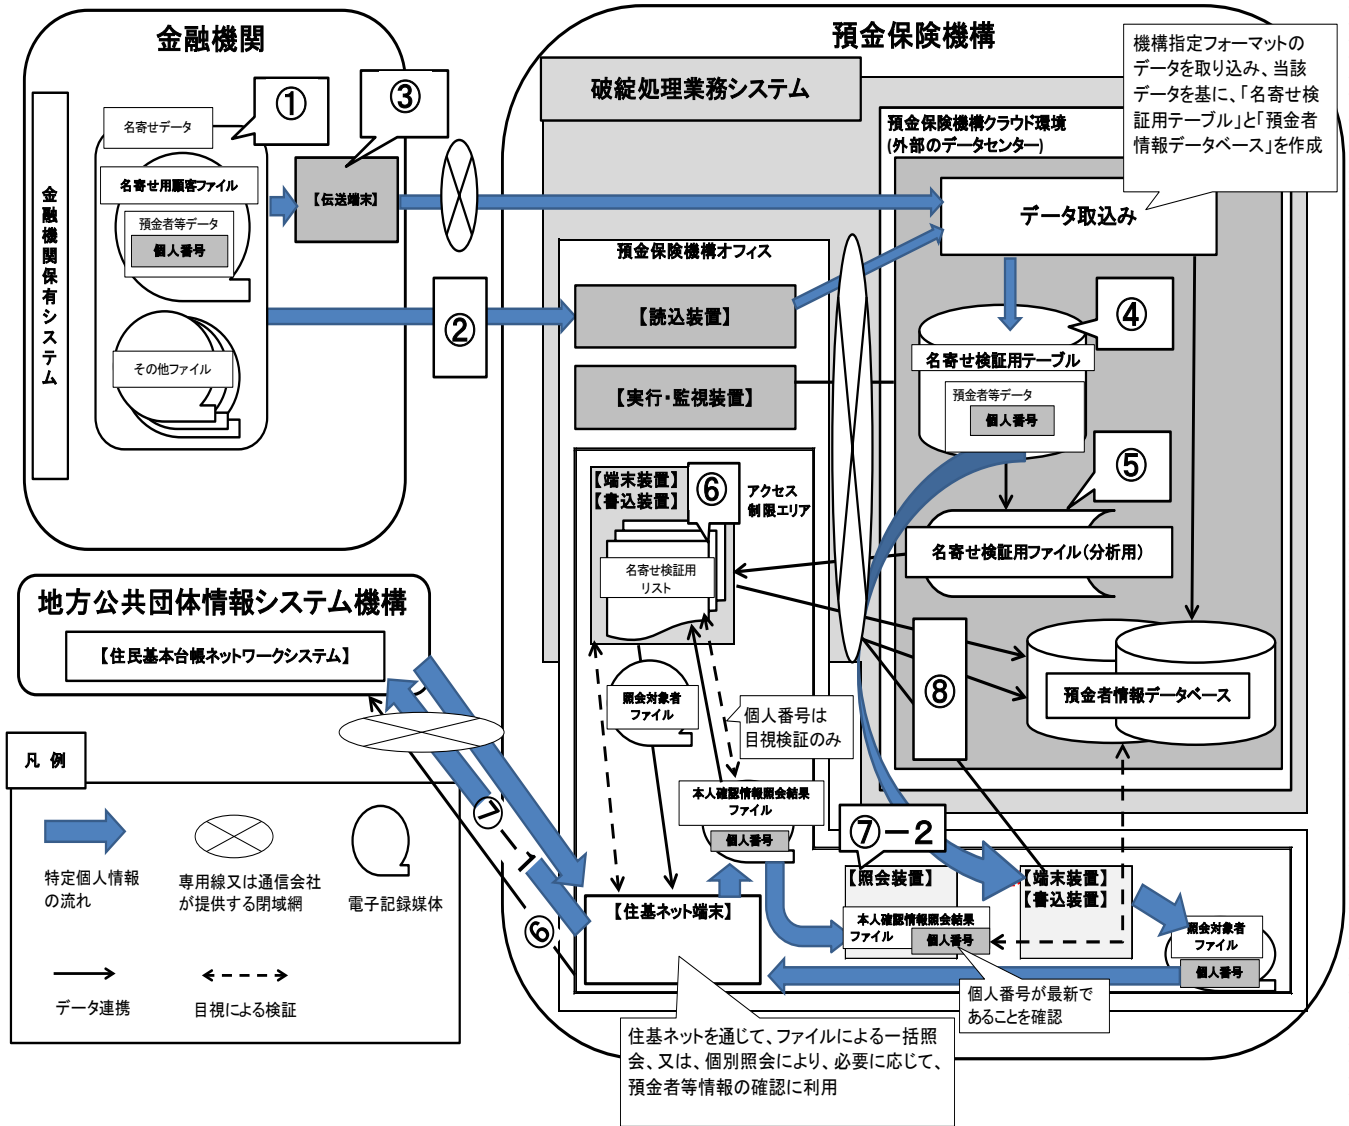 金融機関
預金保険機構
機構指定フォーマットの
データを取り込み、当該
データを基に、「名寄せ検
証用テーブル」と「預金者
情報データベース」を作成
破綻処理業務システム
預金保険機構クラウド環境
(外部のデータセンター)
①
③
名寄せデータ
名寄せ用顧客ファイル
預金者等データ
個人番号
【伝送端末】
金融機関保有システム
その他ファイル
②
データ取込み
預金保険機構オフィス
【読込装置】
【実行・監視装置】
④
名寄せ検証用テーブル
預金者等データ
個人番号
⑤
名寄せ検証用ファイル(分析用)
【端末装置】
【書込装置】
⑥
アクセス
制限エリア
名寄せ検証用
リスト
地方公共団体情報システム機構
【住民基本台帳ネットワークシステム】
照会対象者
ファイル
個人番号は
目視検証のみ
⑧
預金者情報データベース
本人確認情報照会結果
ファイル
個人番号
⑦-1
⑥
⑦-2
【照会装置】
本人確認情報照会結果
ファイル
個人番号
【端末装置】
【書込装置】
照会対象者
ファイル
個人番号
【住基ネット端末】
個人番号が最新で
あることを確認
住基ネットを通じて、ファイルによる一括照
会、又は、個別照会により、必要に応じて、
預金者等情報の確認に利用
凡 例
特定個人情報
の流れ
専用線又は通信会社
が提供する閉域網
電子記録媒体
データ連携
目視による検証